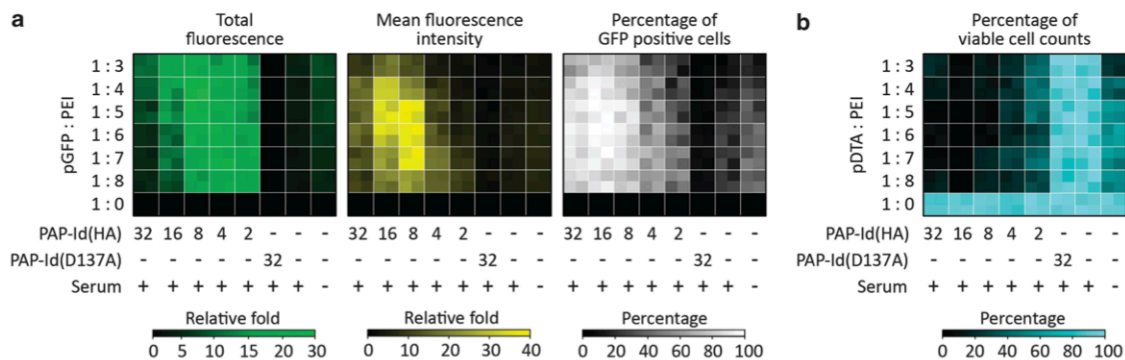 a
Total
fluorescence
Mean fluorescence
intensity
Percentage of
GFP positive cells
pGFP : PEI
1 : 3
1 : 4
1 : 5
1 : 6
1 : 7
1 : 8
1 : 0
PAP-Id(HA) 32 16 8 4 2 - - - 32 16 8 4 2 - - - 32 16 8 4 2 - - -
PAP-Id(D137A) - - - - - 32 - - - - - - - 32 - - - - - - - 32 - -
Serum + + + + + + + - + + + + + + + - + + + + + + + -
Relative fold
0 5 10 15 20 25 30
Relative fold
0 10 20 30 40
Percentage
0 20 40 60 80 100
b
Percentage of
viable cell counts
pDTA : PEI
1 : 3
1 : 4
1 : 5
1 : 6
1 : 7
1 : 8
1 : 0
PAP-Id(HA) 32 16 8 4 2 - - -
PAP-Id(D137A) - - - - - 32 - -
Serum + + + + + + + -
Percentage
0 20 40 60 80 100